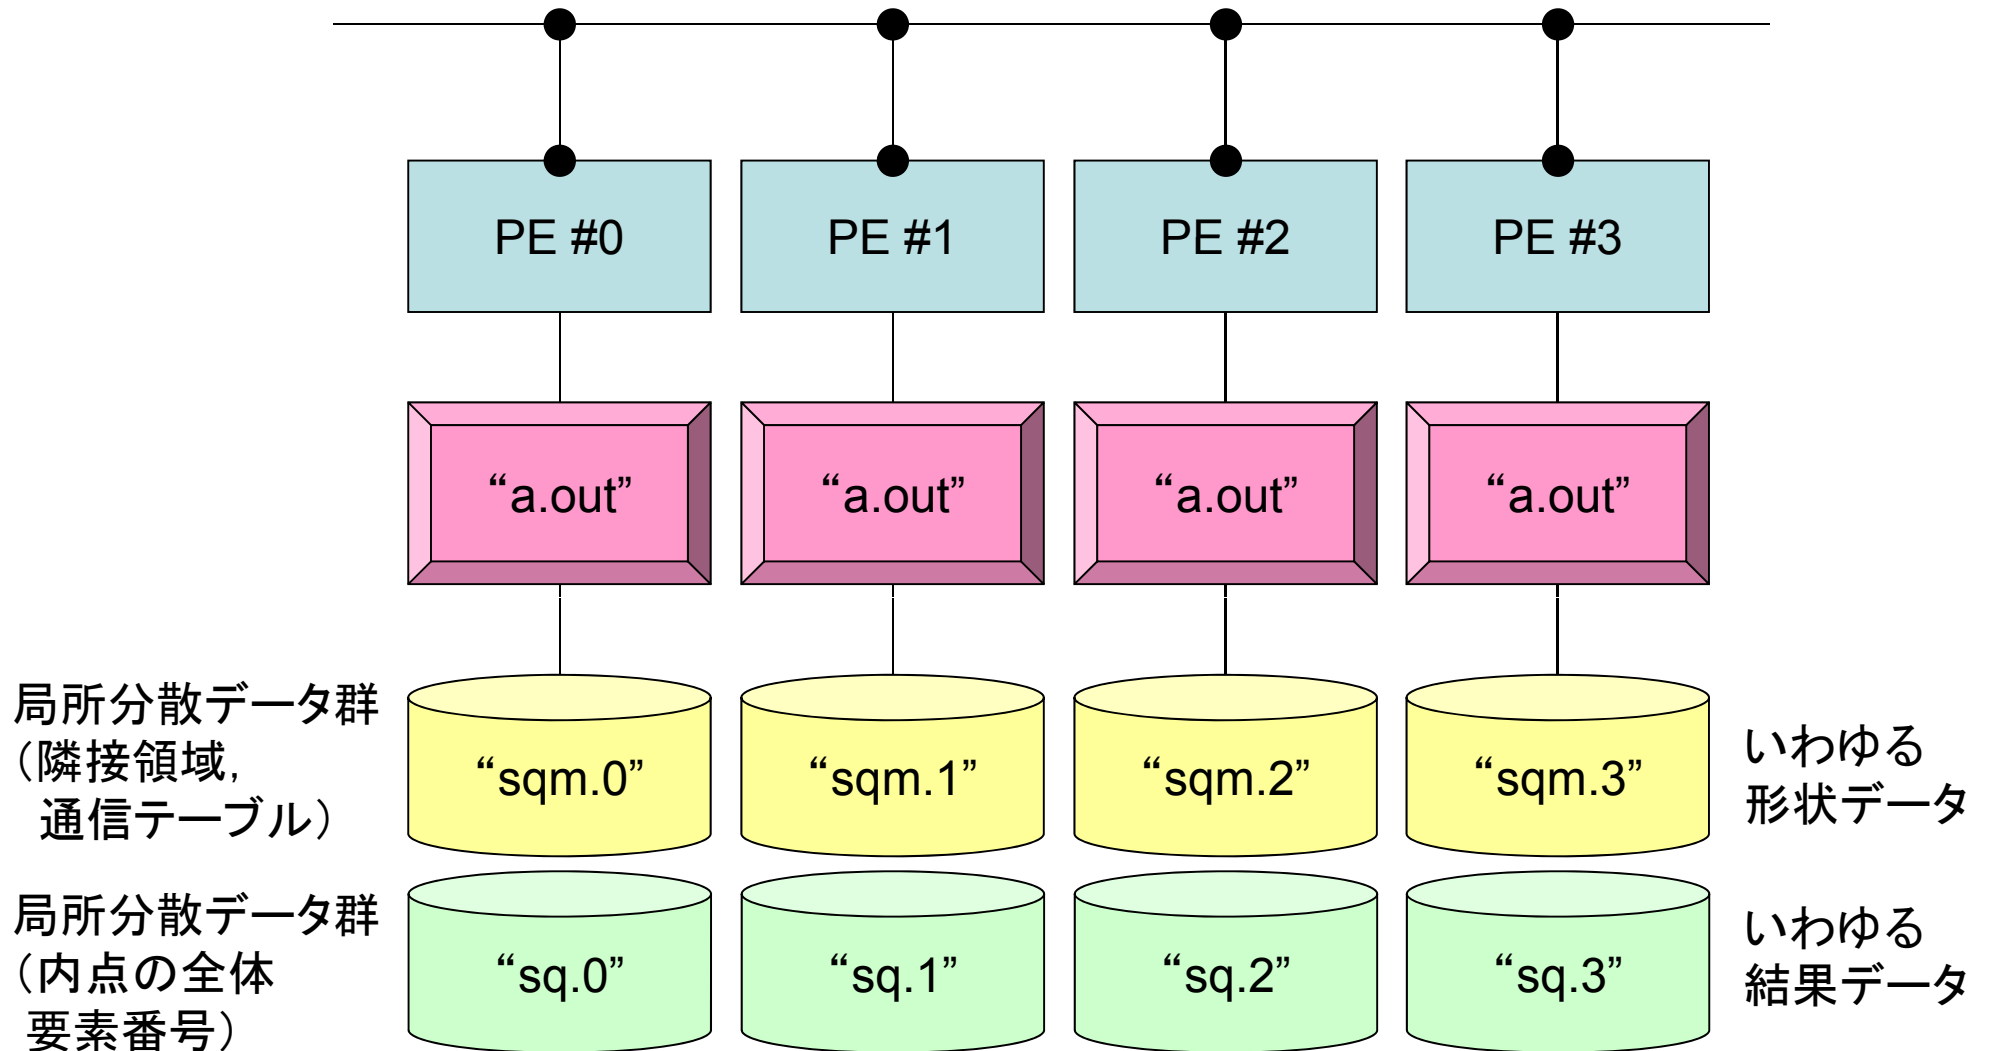 PE #0
PE #1
PE #2
PE #3
“a.out”
“a.out”
“a.out”
“a.out”
局所分散データ群
（隣接領域，
通信テーブル）
“sqm.0”
“sqm.1”
“sqm.2”
“sqm.3”
いわゆる
形状データ
局所分散データ群
（内点の全体
要素番号）
“sq.0”
“sq.1”
“sq.2”
“sq.3”
いわゆる
結果データ